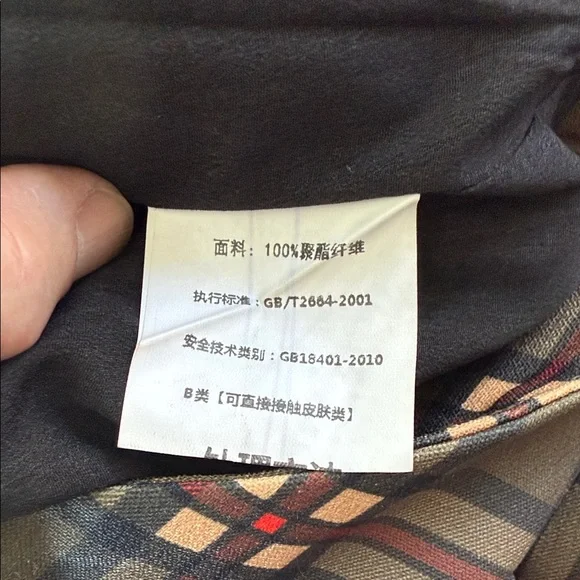 面料：100%聚酯纤维
执行标准：GB/T2664-2001
安全技术类别：GB18401-2010
B类【可直接接触皮肤类】